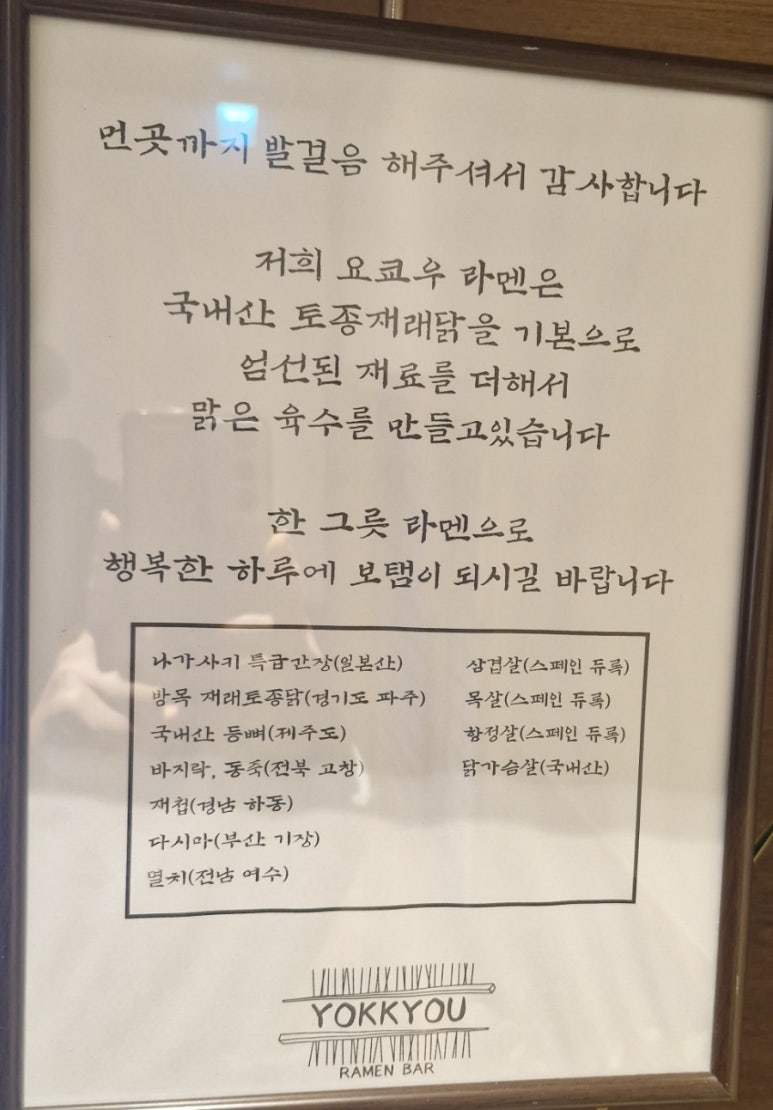 먼곳까지 발걸음 해주셔서 감사합니다
저희 요쿄우 라멘은
국내산 토종재래닭을 기본으로
엄선된 재료를 더해서
맑은 육수를 만들고있습니다
한 그릇 라멘으로
행복한 하루에 보탬이 되시길 바랍니다
나가사키 특급간장(일본산)
방목 재래토종닭(경기도 파주)
국내산 등뼈(제주도)
바지락, 동죽(전북 고창)
재첩(경남 하동)
다시마(부산 기장)
멸치(전남 여수)
삼겹살(스페인 듀록)
목살(스페인 듀록)
항정살(스페인 듀록)
닭가슴살(국내산)
YOKKYOU
RAMEN BAR